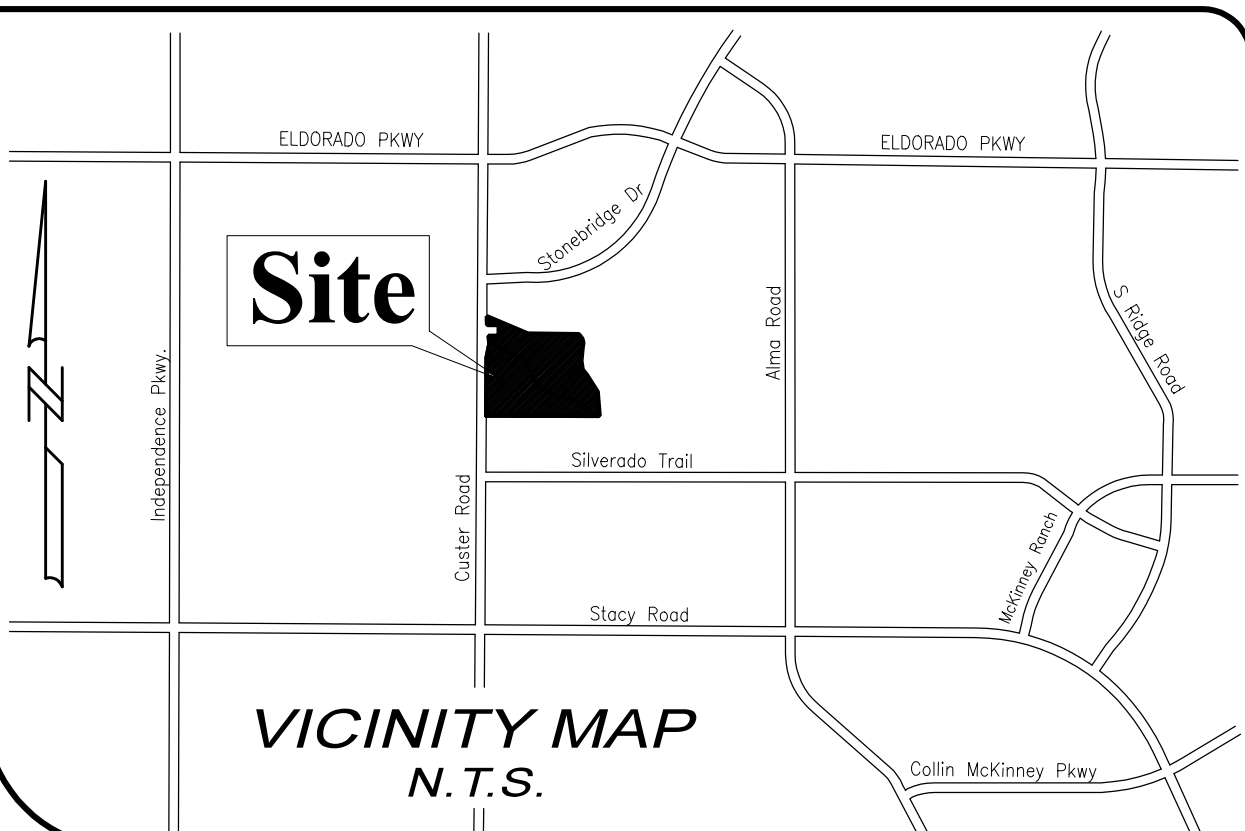 ELDORADO PKWY
ELDORADO PKWY
Stonebridge Dr
Site
Alma Road
S Ridge Road
Independence Pkwy.
N
Silverado Trail
Custer Road
McKinney Ranch
Stacy Road
VICINITY MAP
N.T.S.
Collin McKinney Pkwy